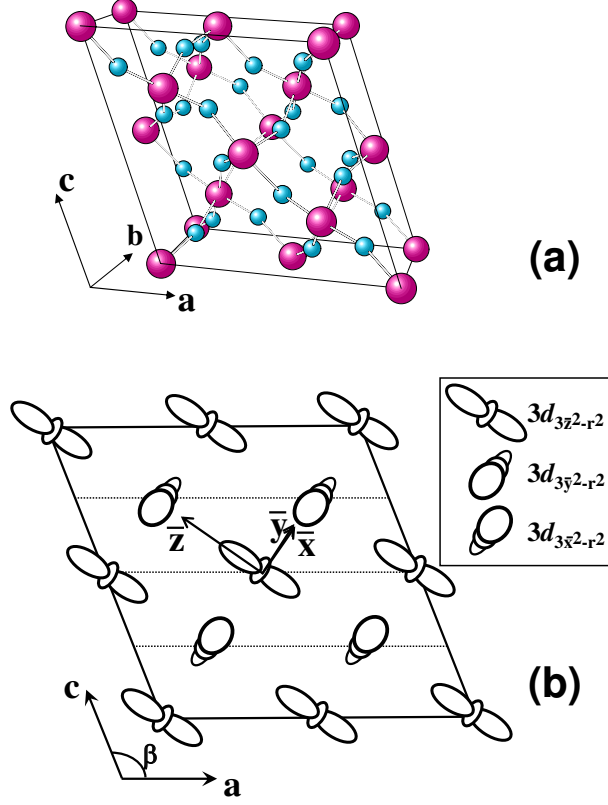 c
b
a
(a)
3d3z̄²-r²
3d3ȳ²-r²
3d3x̄²-r²
z̄
ȳ
x̄
(b)
c
β
a